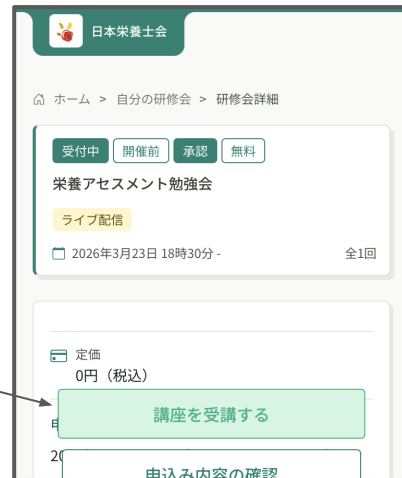 日本栄養士会
ホーム > 自分の研修会 > 研修会詳細
受付中 開催前 承認 無料
栄養アセスメント勉強会
ライブ配信
2026年3月23日 18時30分 - 全1回
定価
0円（税込）
講座を受講する
申込み内容の確認